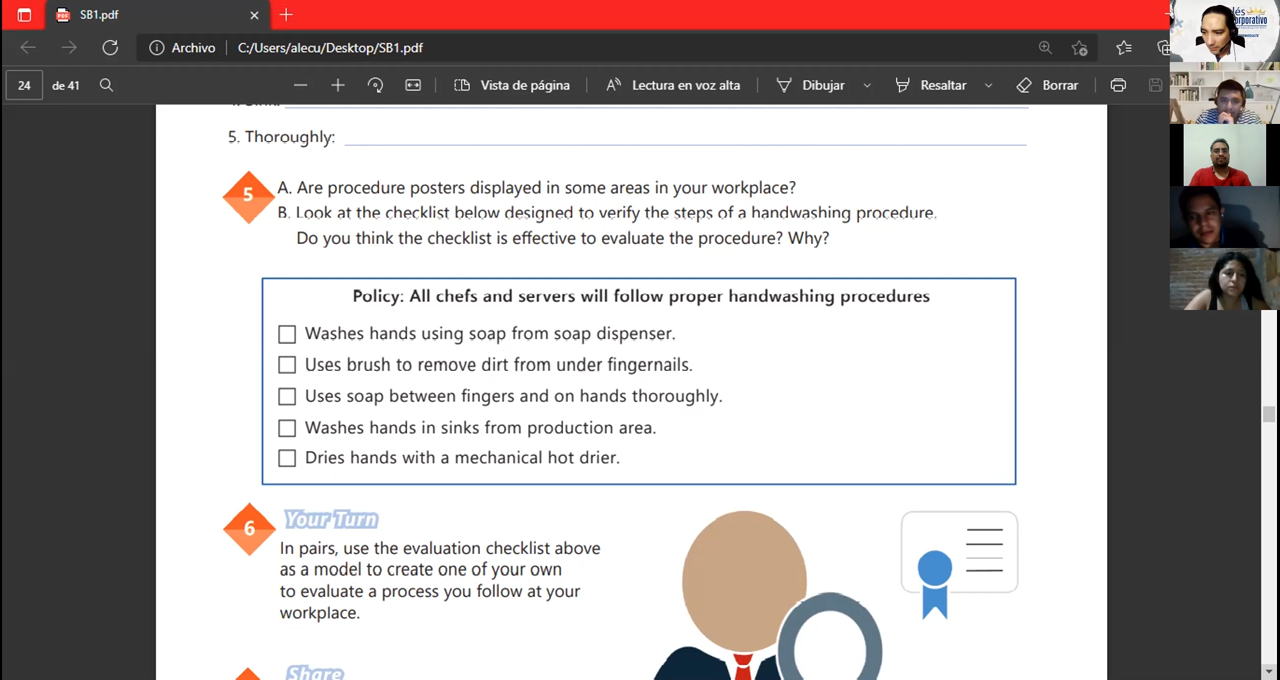 SB1.pdf
Archivo
C:/Users/alecu/Desktop/SB1.pdf
24
de 41
Vista de página
Lectura en voz alta
Dibujar
Resaltar
Borrar
5. Thoroughly:
5
A. Are procedure posters displayed in some areas in your workplace?
B. Look at the checklist below designed to verify the steps of a handwashing procedure.
Do you think the checklist is effective to evaluate the procedure? Why?
Policy: All chefs and servers will follow proper handwashing procedures
Washes hands using soap from soap dispenser.
Uses brush to remove dirt from under fingernails.
Uses soap between fingers and on hands thoroughly.
Washes hands in sinks from production area.
Dries hands with a mechanical hot drier.
6
Your Turn
In pairs, use the evaluation checklist above
as a model to create one of your own
to evaluate a process you follow at your
workplace.
Share